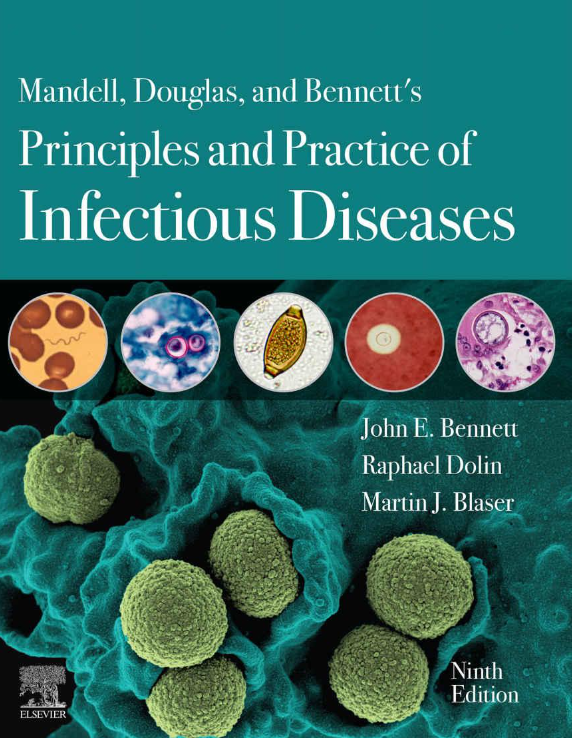 Mandell, Douglas, and Bennett's
Principles and Practice of
Infectious Diseases
John E. Bennett
Raphael Dolin
Martin J. Blaser
Ninth
Edition
ELSEVIER